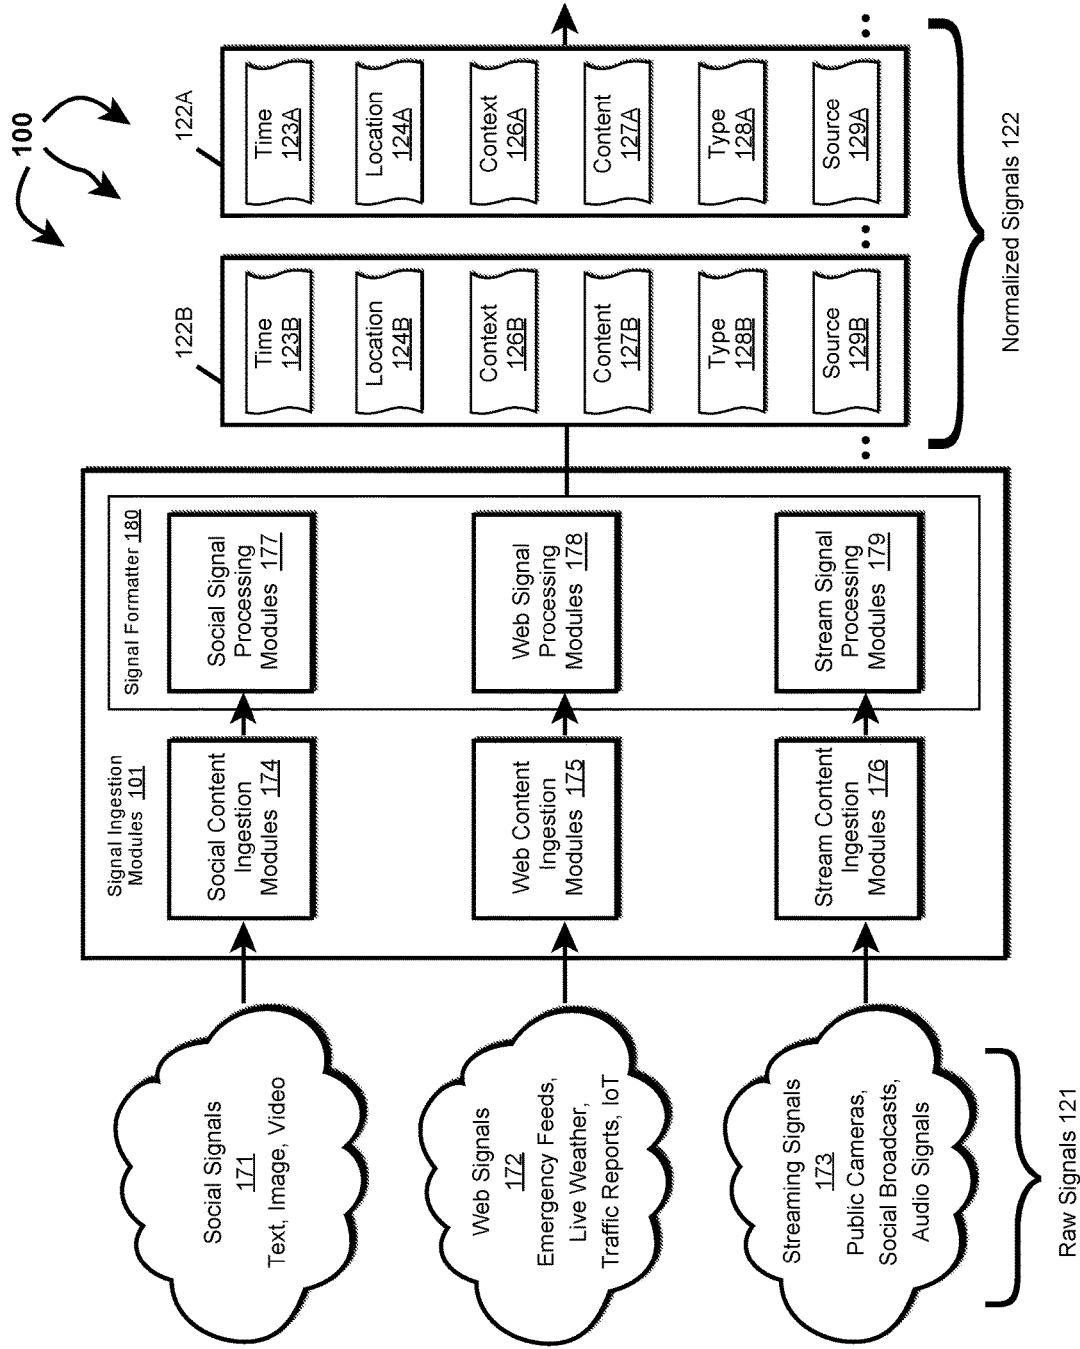 100
Social Signals
171
Text, Image, Video
Web Signals
172
Emergency Feeds,
Live Weather,
Traffic Reports, IoT
Streaming Signals
173
Public Cameras,
Social Broadcasts,
Audio Signals
Raw Signals 121
Signal Ingestion
Modules 101
Social Content
Ingestion
Modules 174
Web Content
Ingestion
Modules 175
Stream Content
Ingestion
Modules 176
Signal Formatter 180
Social Signal
Processing
Modules 177
Web Signal
Processing
Modules 178
Stream Signal
Processing
Modules 179
122B
Time
123B
Location
124B
Context
126B
Content
127B
Type
128B
Source
129B
122A
Time
123A
Location
124A
Context
126A
Content
127A
Type
128A
Source
129A
Normalized Signals 122